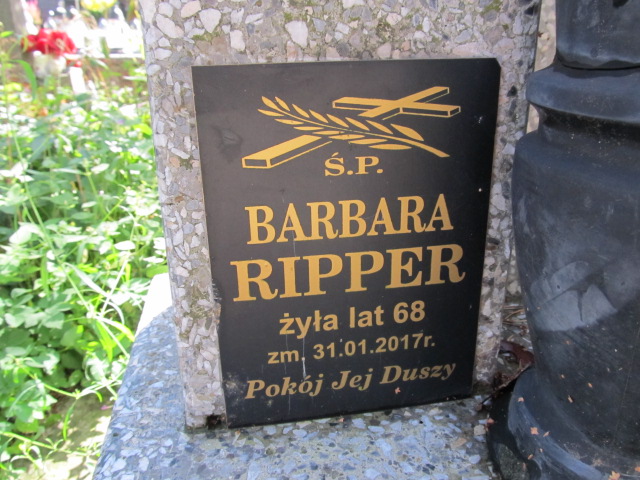 Ś.P.
BARBARA
RIPPER
żyła lat 68
zm. 31.01.2017r.
Pokój Jej Duszy